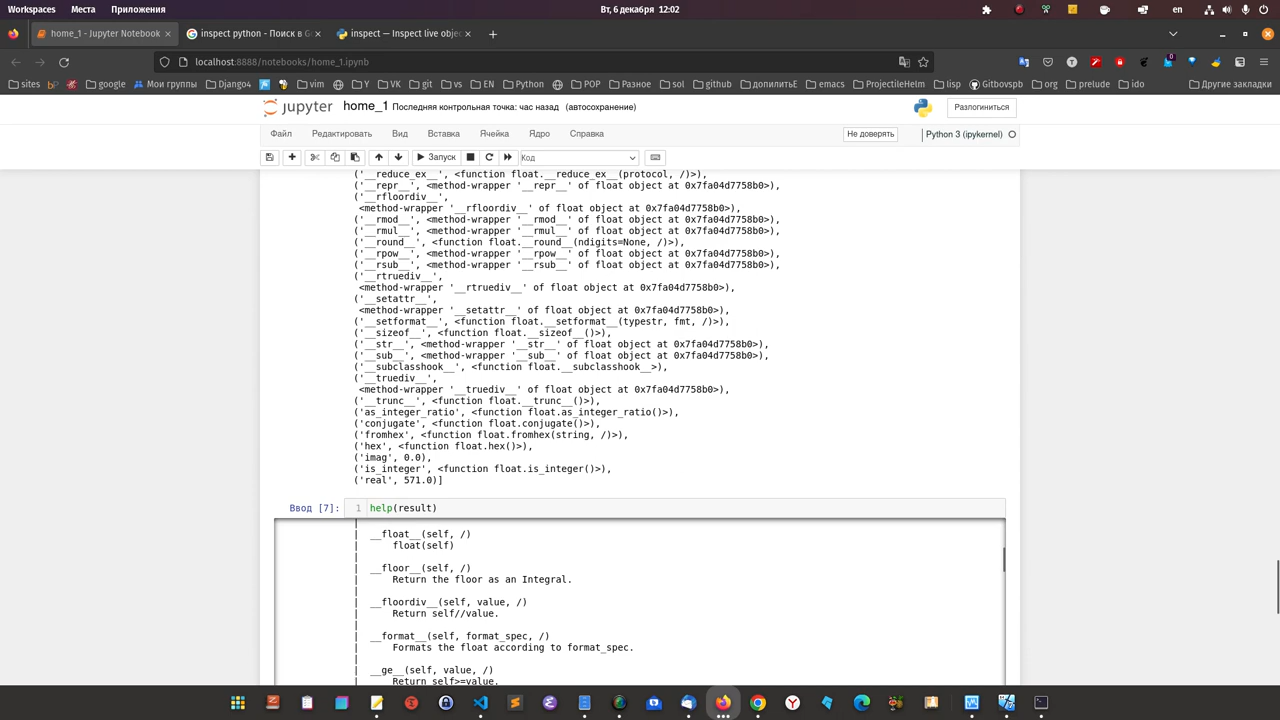 Workspaces Места Приложения Вт, 6 декабря 12:02 en
home_1 - Jupyter Notebook inspect python - Поиск в G inspect — Inspect live obje
localhost:8888/notebooks/home_1.ipynb
sites google Мои группы Django4 vim Y VK git vs EN Python POP Разное sol github допилитьЕ emacs ProjectileHelm lisp Gitbovspb org prelude ido Другие закладки
jupyter home_1 Последняя контрольная точка: час назад (автосохранение) Разлогиниться
Файл Редактировать Вид Вставка Ячейка Ядро Справка Не доверять Python 3 (ipykernel)
Запуск Код
('__reduce_ex__', <function float.__reduce_ex__(protocol, /)>),
('__repr__', <method-wrapper '__repr__' of float object at 0x7fa04d7758b0>),
('__rfloordiv__',
<method-wrapper '__rfloordiv__' of float object at 0x7fa04d7758b0>),
('__rmod__', <method-wrapper '__rmod__' of float object at 0x7fa04d7758b0>),
('__rmul__', <method-wrapper '__rmul__' of float object at 0x7fa04d7758b0>),
('__round__', <function float.__round__(ndigits=None, /)>),
('__rpow__', <method-wrapper '__rpow__' of float object at 0x7fa04d7758b0>),
('__rsub__', <method-wrapper '__rsub__' of float object at 0x7fa04d7758b0>),
('__rtruediv__',
<method-wrapper '__rtruediv__' of float object at 0x7fa04d7758b0>),
('__setattr__',
<method-wrapper '__setattr__' of float object at 0x7fa04d7758b0>),
('__setformat__', <function float.__setformat__(typestr, fmt, /)>),
('__sizeof__', <function float.__sizeof__()>),
('__str__', <method-wrapper '__str__' of float object at 0x7fa04d7758b0>),
('__sub__', <method-wrapper '__sub__' of float object at 0x7fa04d7758b0>),
('__subclasshook__', <function float.__subclasshook__>),
('__truediv__',
<method-wrapper '__truediv__' of float object at 0x7fa04d7758b0>),
('__trunc__', <function float.__trunc__()>),
('as_integer_ratio', <function float.as_integer_ratio()>),
('conjugate', <function float.conjugate()>),
('fromhex', <function float.fromhex(string, /)>),
('hex', <function float.hex()>),
('imag', 0.0),
('is_integer', <function float.is_integer()>),
('real', 571.0)]
Ввод [7]: 1 help(result)
|
| __float__(self, /)
| float(self)
|
| __floor__(self, /)
| Return the floor as an Integral.
|
| __floordiv__(self, value, /)
| Return self//value.
|
| __format__(self, format_spec, /)
| Formats the float according to format_spec.
|
| __ge__(self, value, /)
| Return self>=value.